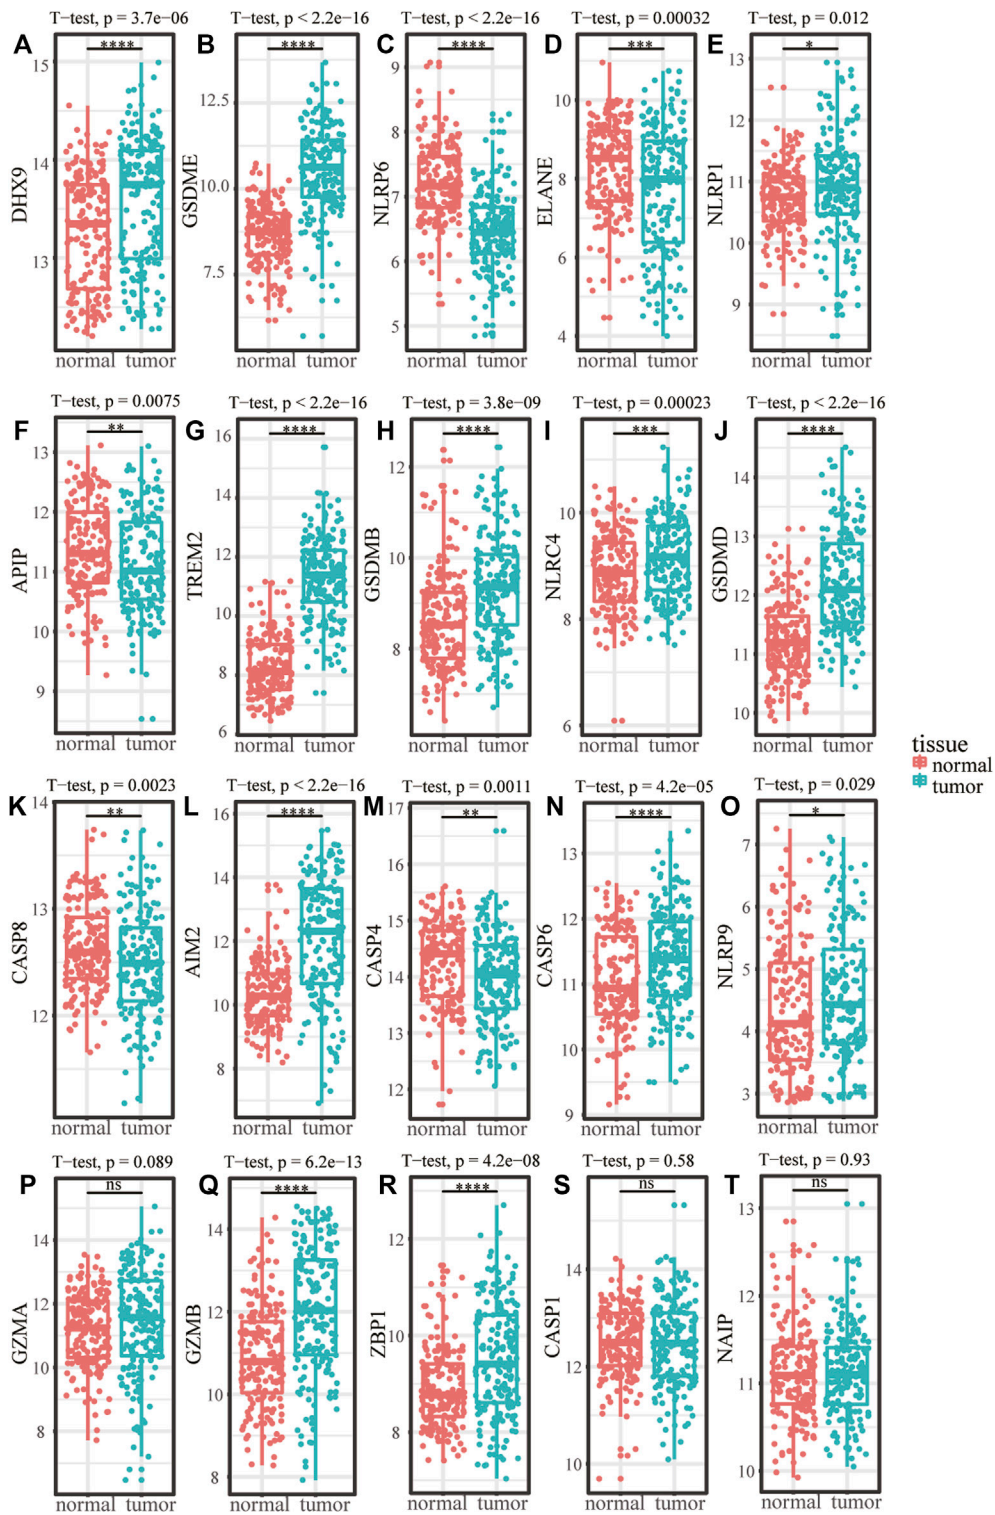 T−test, p = 3.7e−06
T−test, p < 2.2e−16
T−test, p < 2.2e−16
T−test, p = 0.00032
T−test, p = 0.012
A
B
C
D
E
****
****
****
***
*
DHX9
15
14
13
GSDME
12.5
10.0
7.5
NLRP6
9
8
7
6
5
ELANE
10
8
6
4
NLRP1
13
12
11
10
9
normal tumor
normal tumor
normal tumor
normal tumor
normal tumor
T−test, p = 0.0075
T−test, p < 2.2e−16
T−test, p = 3.8e−09
T−test, p = 0.00023
T−test, p < 2.2e−16
F
G
H
I
J
**
****
****
***
****
APIP
13
12
11
10
9
TREM2
16
14
12
10
8
6
GSDMB
12
10
8
NLRC4
10
8
6
GSDMD
14
13
12
11
10
normal tumor
normal tumor
normal tumor
normal tumor
normal tumor
tissue
normal
tumor
T−test, p = 0.0023
T−test, p < 2.2e−16
T−test, p = 0.0011
T−test, p = 4.2e−05
T−test, p = 0.029
K
L
M
N
O
**
****
**
****
*
CASP8
14
13
12
AIM2
16
14
12
10
8
CASP4
17
16
15
14
13
12
CASP6
13
12
11
10
9
NLRP9
7
6
5
4
3
normal tumor
normal tumor
normal tumor
normal tumor
normal tumor
T−test, p = 0.089
T−test, p = 6.2e−13
T−test, p = 4.2e−08
T−test, p = 0.58
T−test, p = 0.93
P
Q
R
S
T
ns
****
****
ns
ns
GZMA
14
12
10
8
GZMB
14
12
10
8
ZBP1
12
10
8
CASP1
14
12
10
NAIP
13
12
11
10
normal tumor
normal tumor
normal tumor
normal tumor
normal tumor